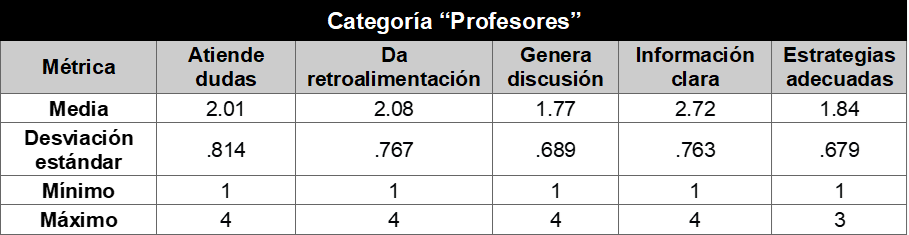 Categoría “Profesores”
Métrica Atiende dudas Da retroalimentación Genera discusión Información clara Estrategias adecuadas
Media 2.01 2.08 1.77 2.72 1.84
Desviación estándar .814 .767 .689 .763 .679
Mínimo 1 1 1 1 1
Máximo 4 4 4 4 3